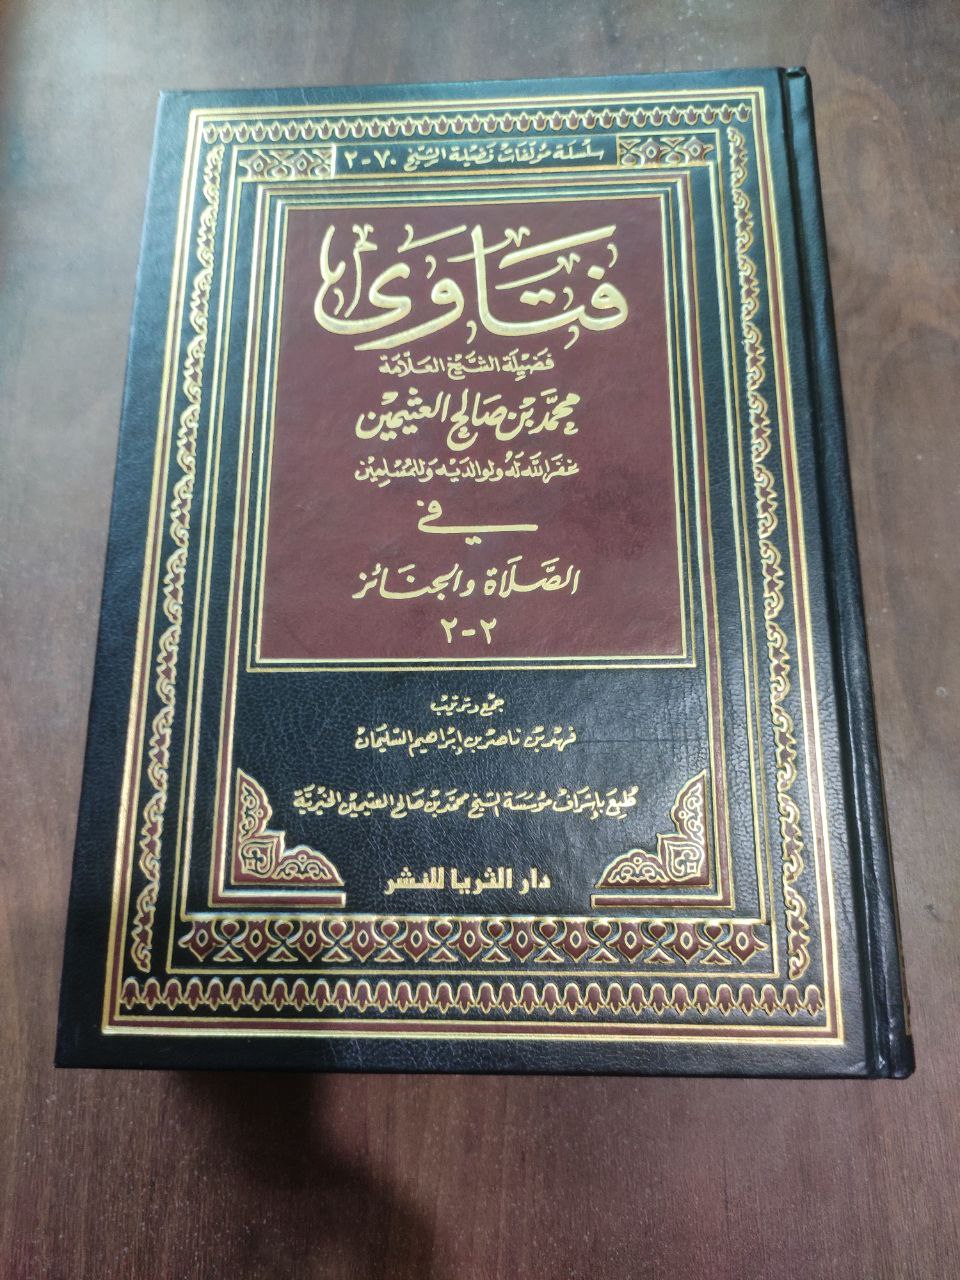 سلسلة مؤلفات فضيلة الشيخ ٧٠-٢
فتاوى
فضيلة الشيخ العلامة
محمد بن صالح العثيمين
غفر الله له ولوالديه وللمسلمين
في
الصلاة والجنائز
٢-٢
جمع وترتيب
فهد بن ناصر بن إبراهيم السليمان
طبع بإشراف مؤسسة الشيخ محمد بن صالح العثيمين الخيرية
دار الثريا للنشر